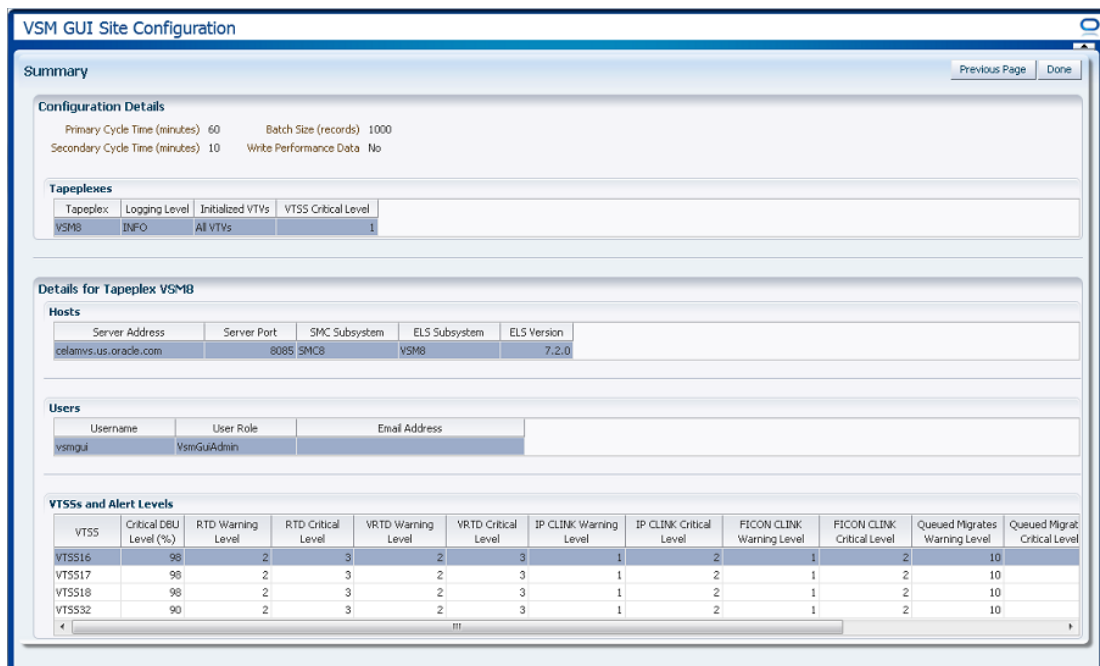 VSM GUI Site Configuration
Summary
Previous Page Done
Configuration Details
Primary Cycle Time (minutes) 60 Batch Size (records) 1000
Secondary Cycle Time (minutes) 10 Write Performance Data No
Tapeplexes
Tapeplex Logging Level Initialized VTVs VTSS Critical Level
VSM8 INFO All VTVs 1
Details for Tapeplex VSM8
Hosts
Server Address Server Port SMC Subsystem ELS Subsystem ELS Version
celamvs.us.oracle.com 8085 SMC8 VSM8 7.2.0
Users
Username User Role Email Address
vsmgui VsmGuiAdmin
VTSSs and Alert Levels
VTSS Critical DBU Level (%) RTD Warning Level RTD Critical Level VRTD Warning Level VRTD Critical Level IP CLINK Warning Level IP CLINK Critical Level FICON CLINK Warning Level FICON CLINK Critical Level Queued Migrates Warning Level Queued Migrat Critical Level
VTSS16 98 2 3 2 3 1 2 1 2 10
VTSS17 98 2 3 2 3 1 2 1 2 10
VTSS18 98 2 3 2 3 1 2 1 2 10
VTSS32 90 2 3 2 3 1 2 1 2 10